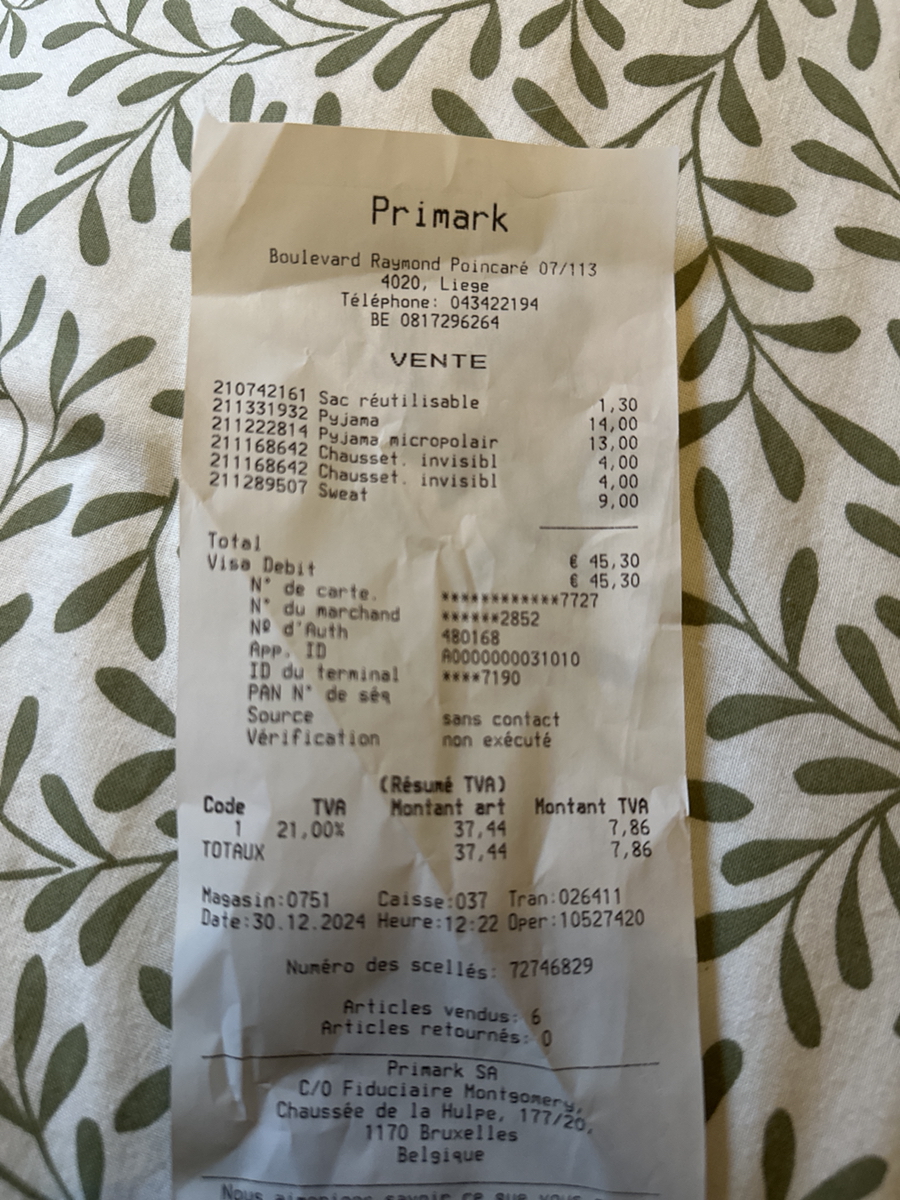 Primark
Boulevard Raymond Poincaré 07/113
4020, Liege
Téléphone: 043422194
BE 0817296264
VENTE
210742161 Sac réutilisable 1,30
211331932 Pyjama 14,00
211222814 Pyjama micropolair 13,00
211168642 Chausset. invisibl 4,00
211168642 Chausset. invisibl 4,00
211289507 Sweat 9,00
Total € 45,30
Visa Debit € 45,30
N° de carte. ************7727
N° du marchand ******2852
Nº d'Auth 480168
App. ID A0000000031010
ID du terminal ****7190
PAN N° de séq
Source sans contact
Vérification non exécuté
(Résumé TVA)
Code TVA Montant art Montant TVA
1 21,00% 37,44 7,86
TOTAUX 37,44 7,86
Magasin:0751 Caisse:037 Tran:026411
Date:30.12.2024 Heure:12:22 Oper:10527420
Numéro des scellés: 72746829
Articles vendus: 6
Articles retournés: 0
Primark SA
C/O Fiduciaire Montgomery,
Chaussée de la Hulpe, 177/20,
1170 Bruxelles
Belgique
Nous aimerions savoir ce que vous